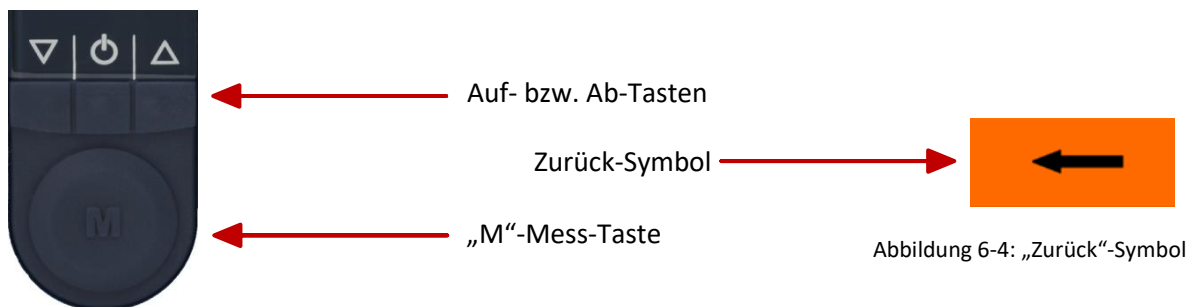 Auf- bzw. Ab-Tasten
Zurück-Symbol
M
„M“-Mess-Taste
Abbildung 6-4: „Zurück“-Symbol